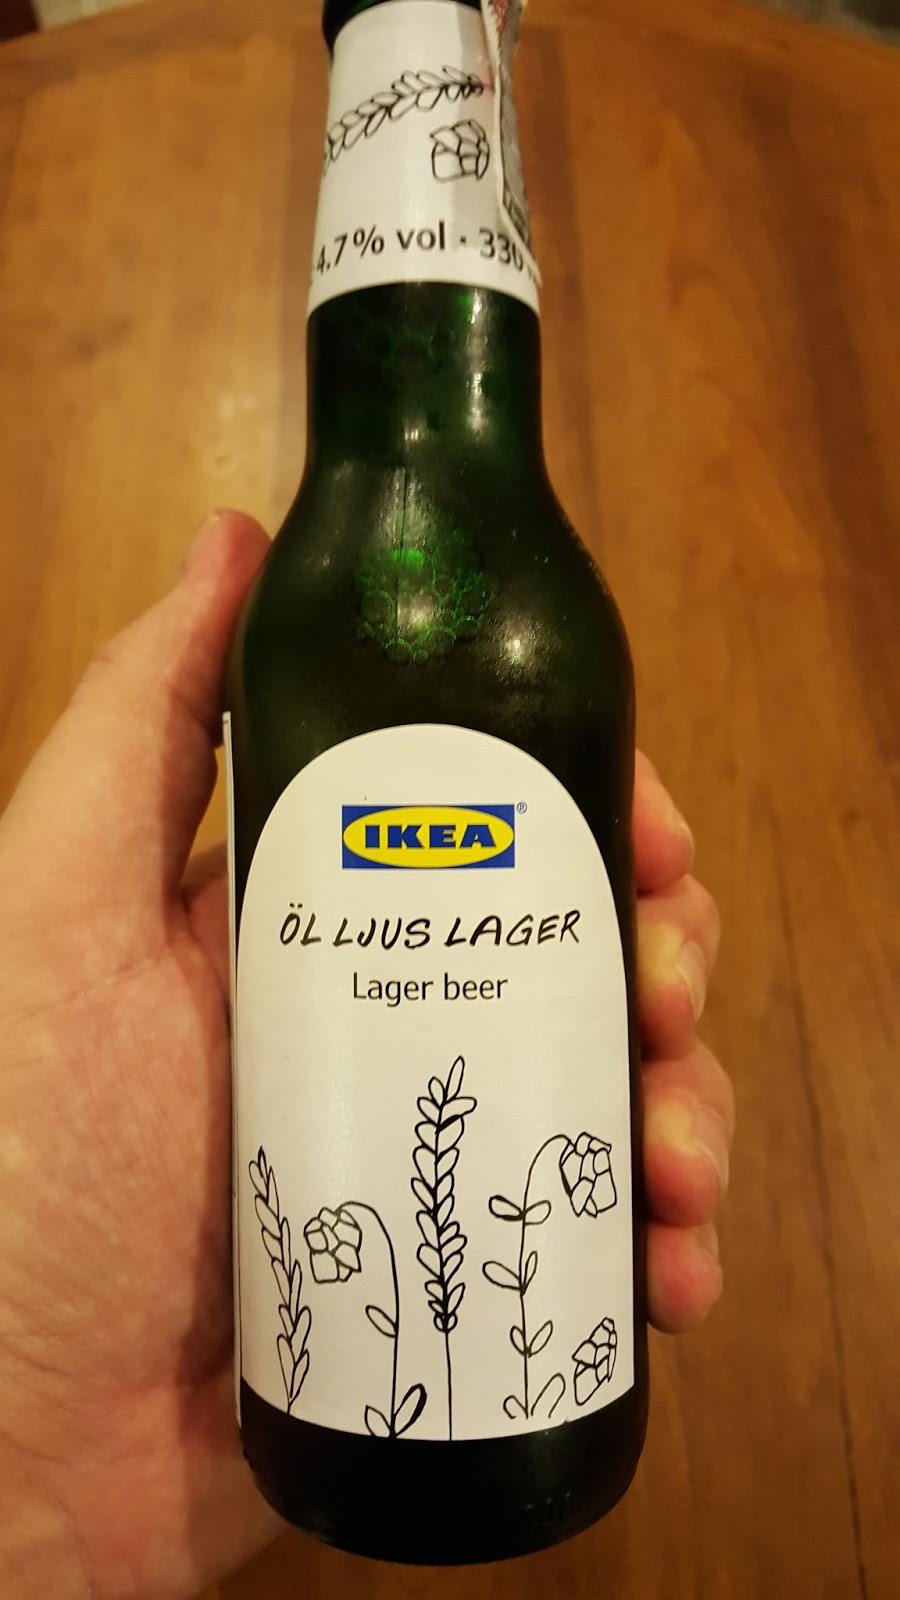 4.7% vol · 330
IKEA®
ÖL LJUS LAGER
Lager beer